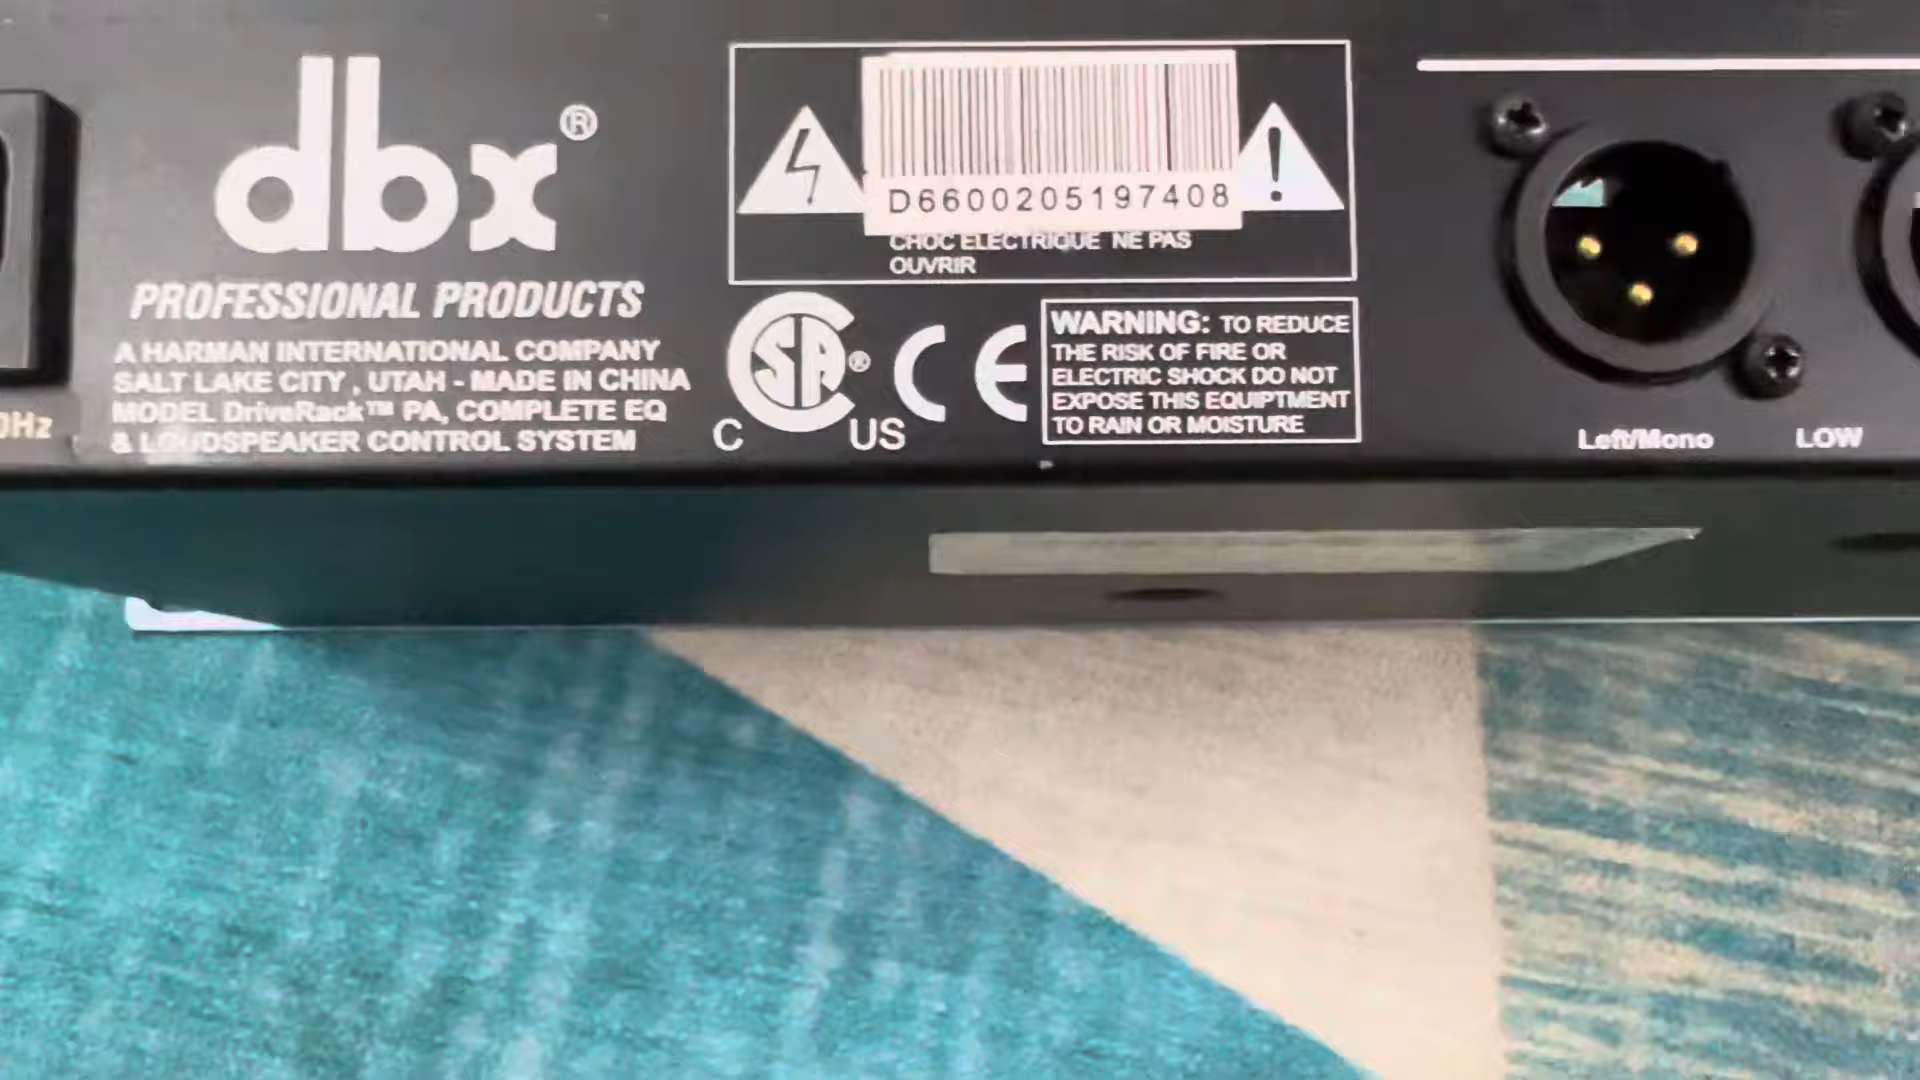 dbx®
PROFESSIONAL PRODUCTS
A HARMAN INTERNATIONAL COMPANY
SALT LAKE CITY , UTAH - MADE IN CHINA
MODEL DriveRack™ PA, COMPLETE EQ
& LOUDSPEAKER CONTROL SYSTEM
0Hz
D6600205197408
CHOC ELECTRIQUE NE PAS
OUVRIR
SA®
C US
CE
WARNING: TO REDUCE
THE RISK OF FIRE OR
ELECTRIC SHOCK DO NOT
EXPOSE THIS EQUIPTMENT
TO RAIN OR MOISTURE
Left/Mono
LOW